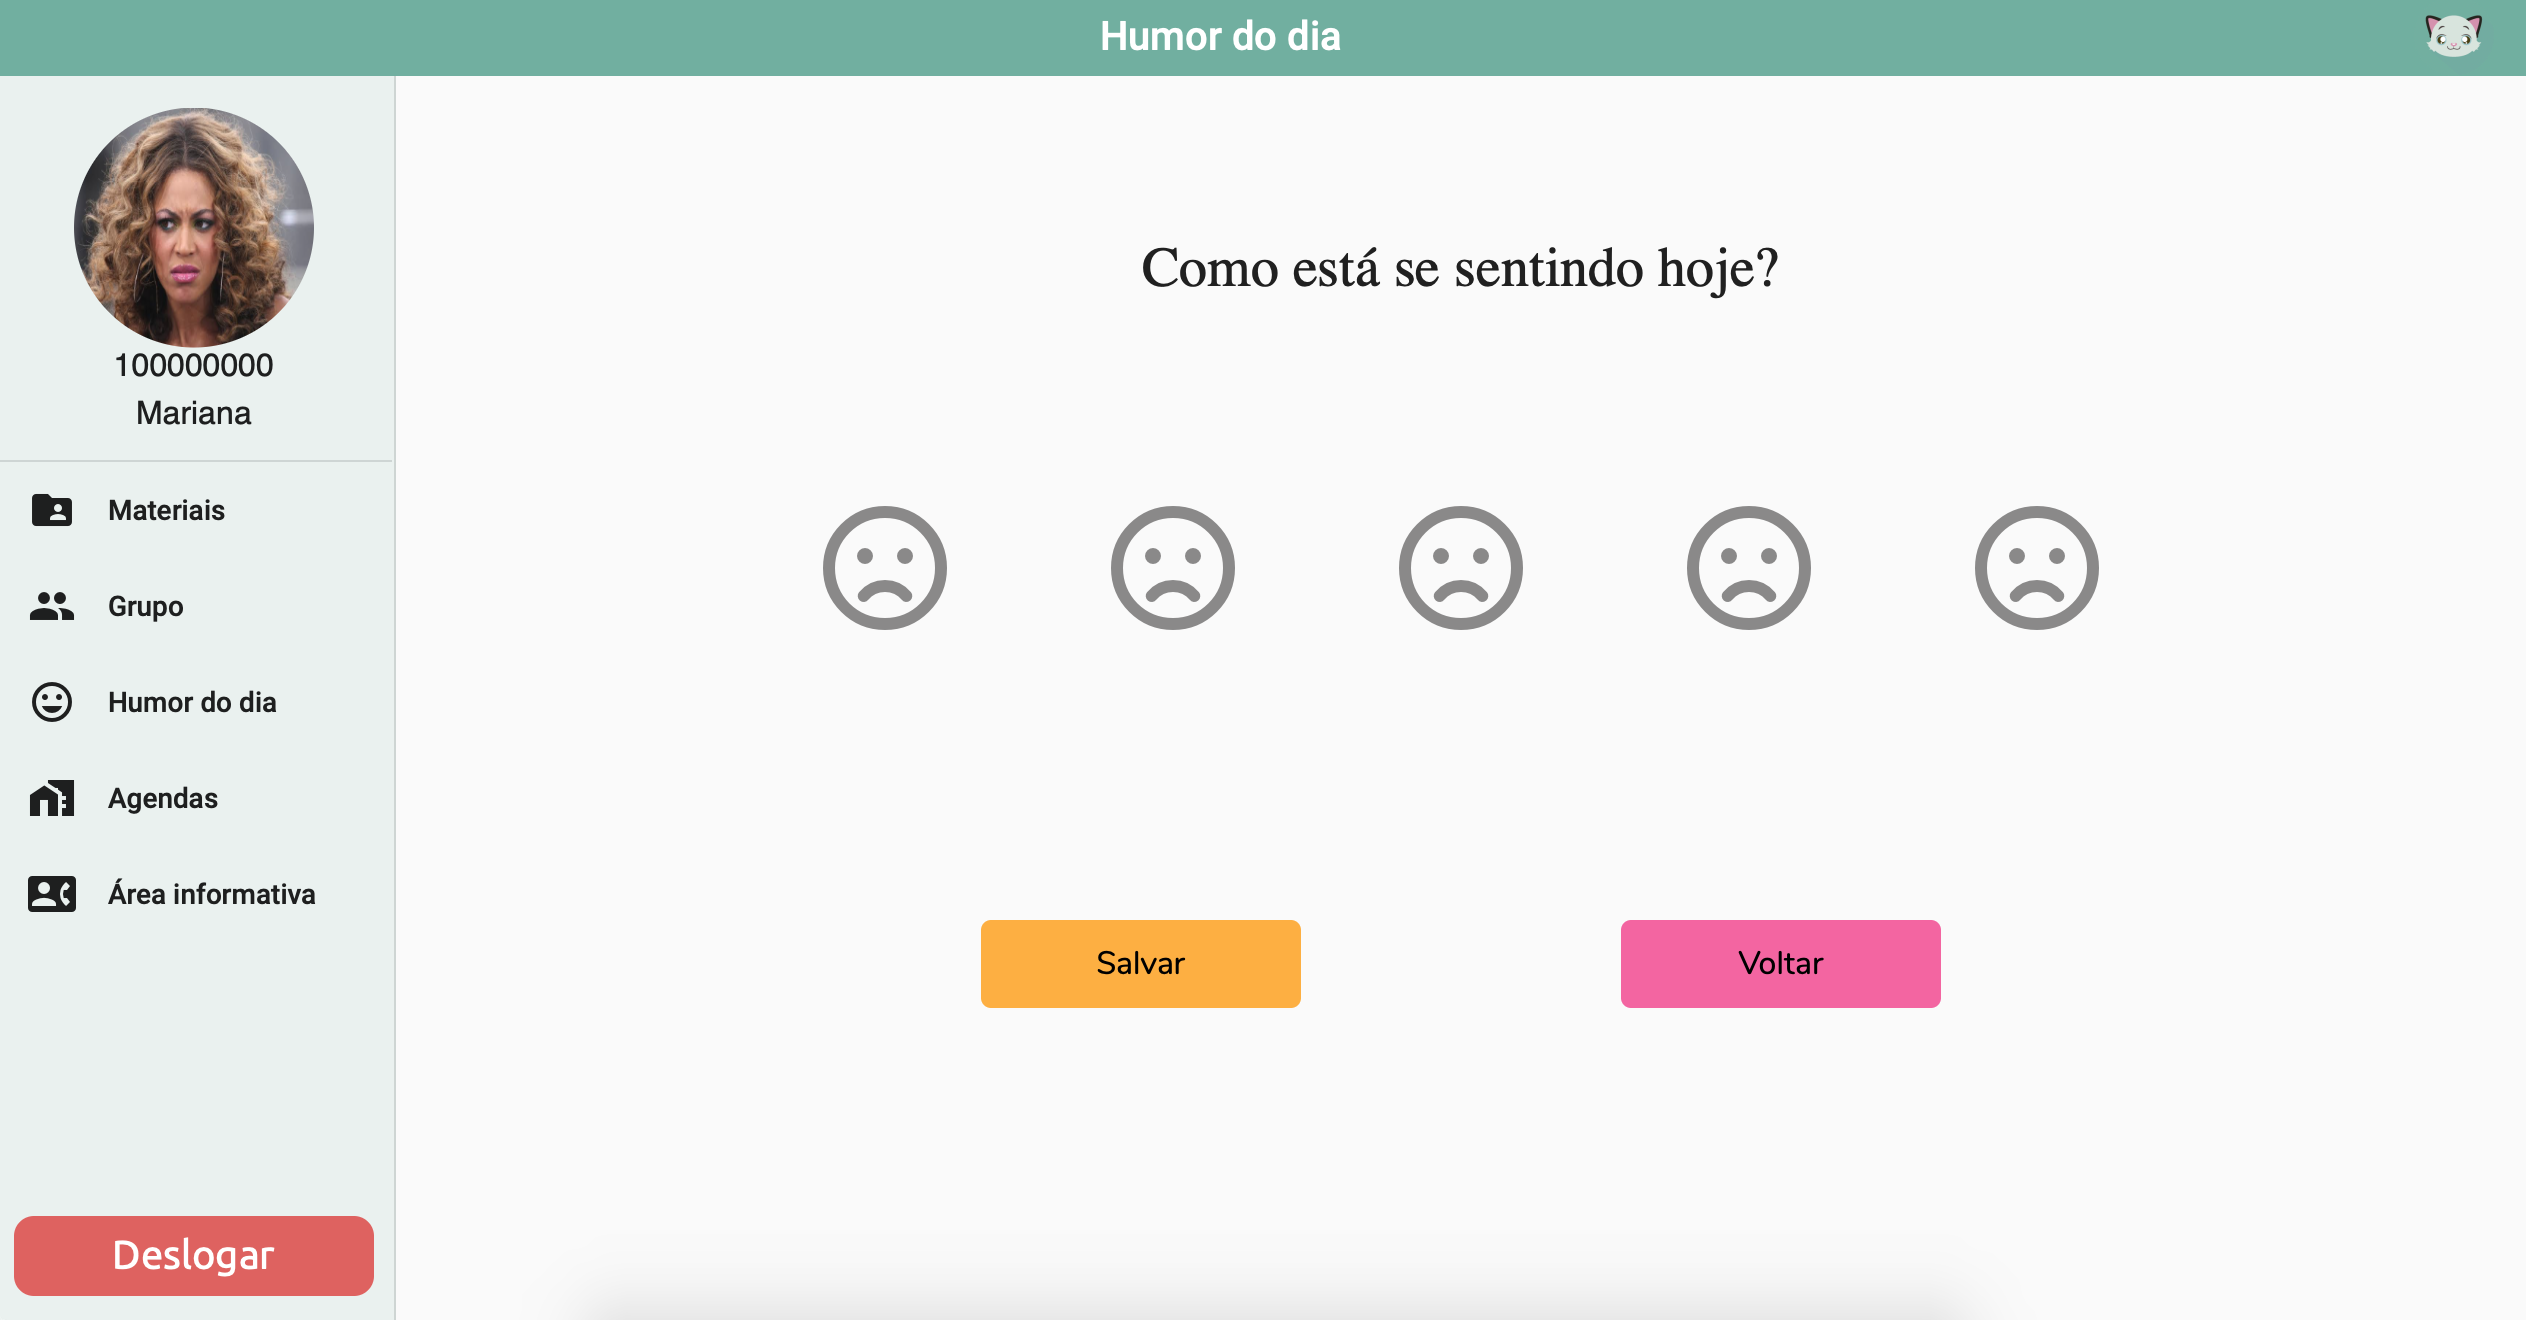 Humor do dia
100000000
Mariana
Materiais
Grupo
Humor do dia
Agendas
Área informativa
Deslogar
Como está se sentindo hoje?
Salvar
Voltar